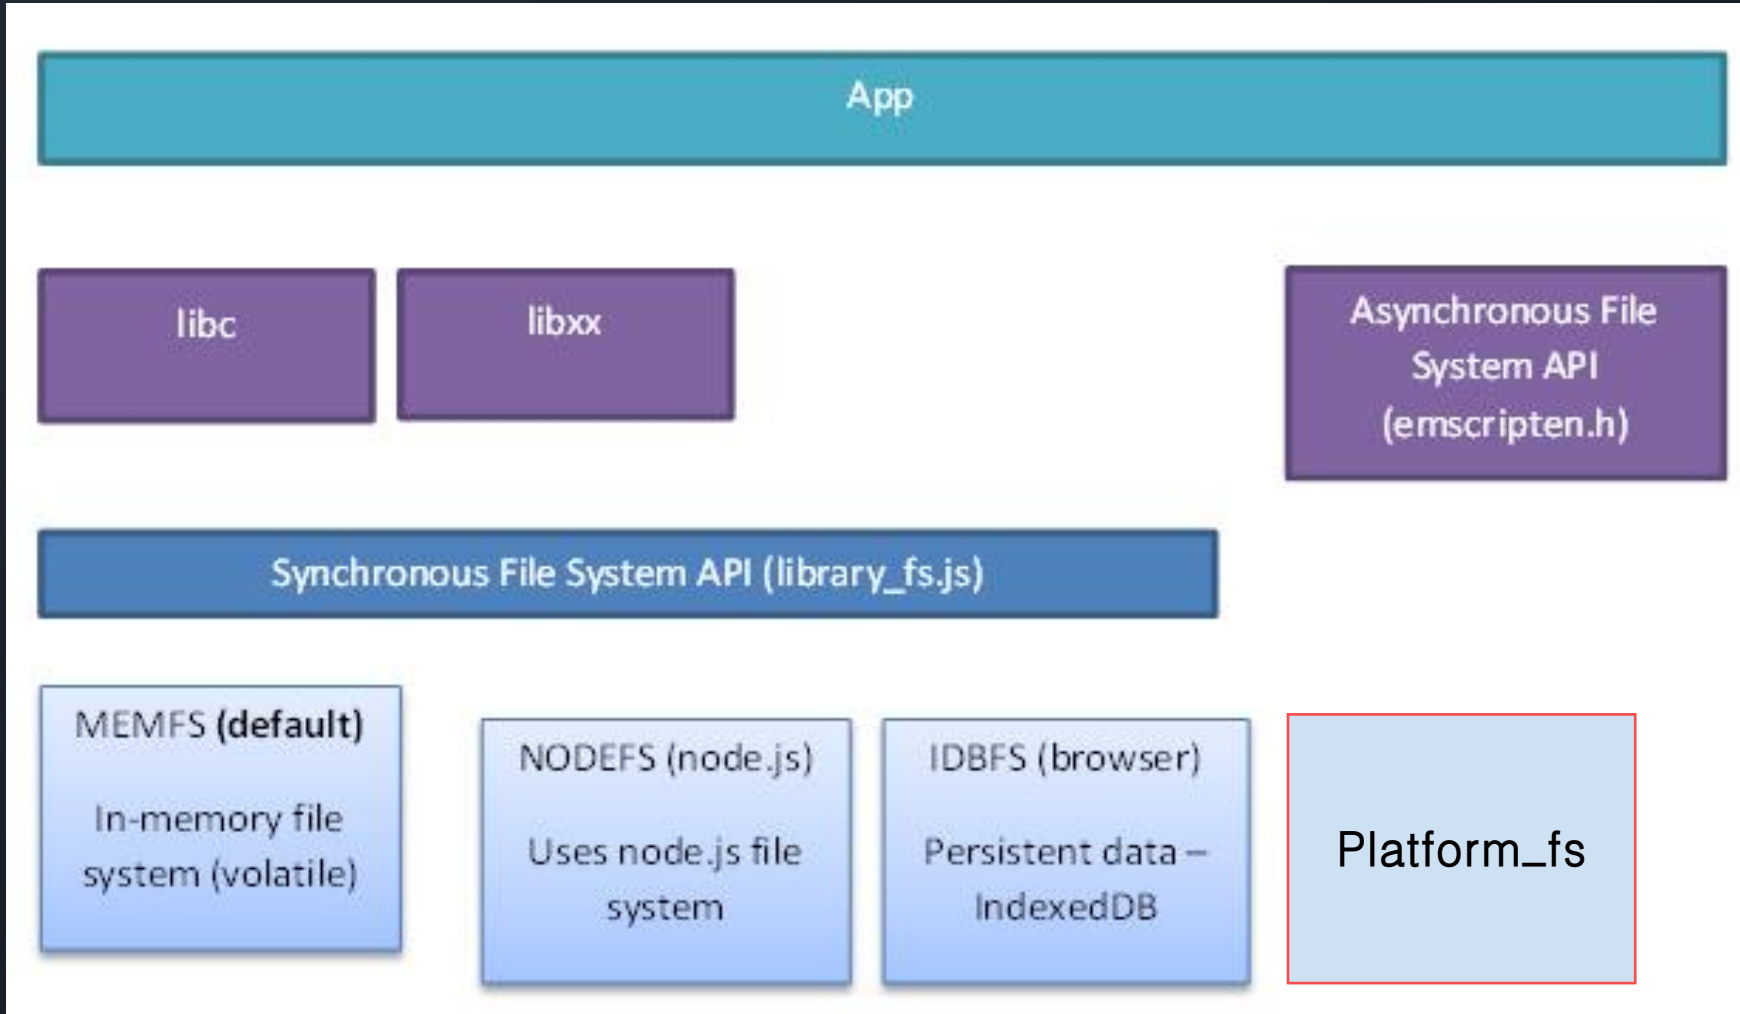 App
libc
libxx
Asynchronous File
System API
(emscripten.h)
Synchronous File System API (library_fs.js)
MEMFS (default)
In-memory file
system (volatile)
NODEFS (node.js)
Uses node.js file
system
IDBFS (browser)
Persistent data –
IndexedDB
Platform_fs